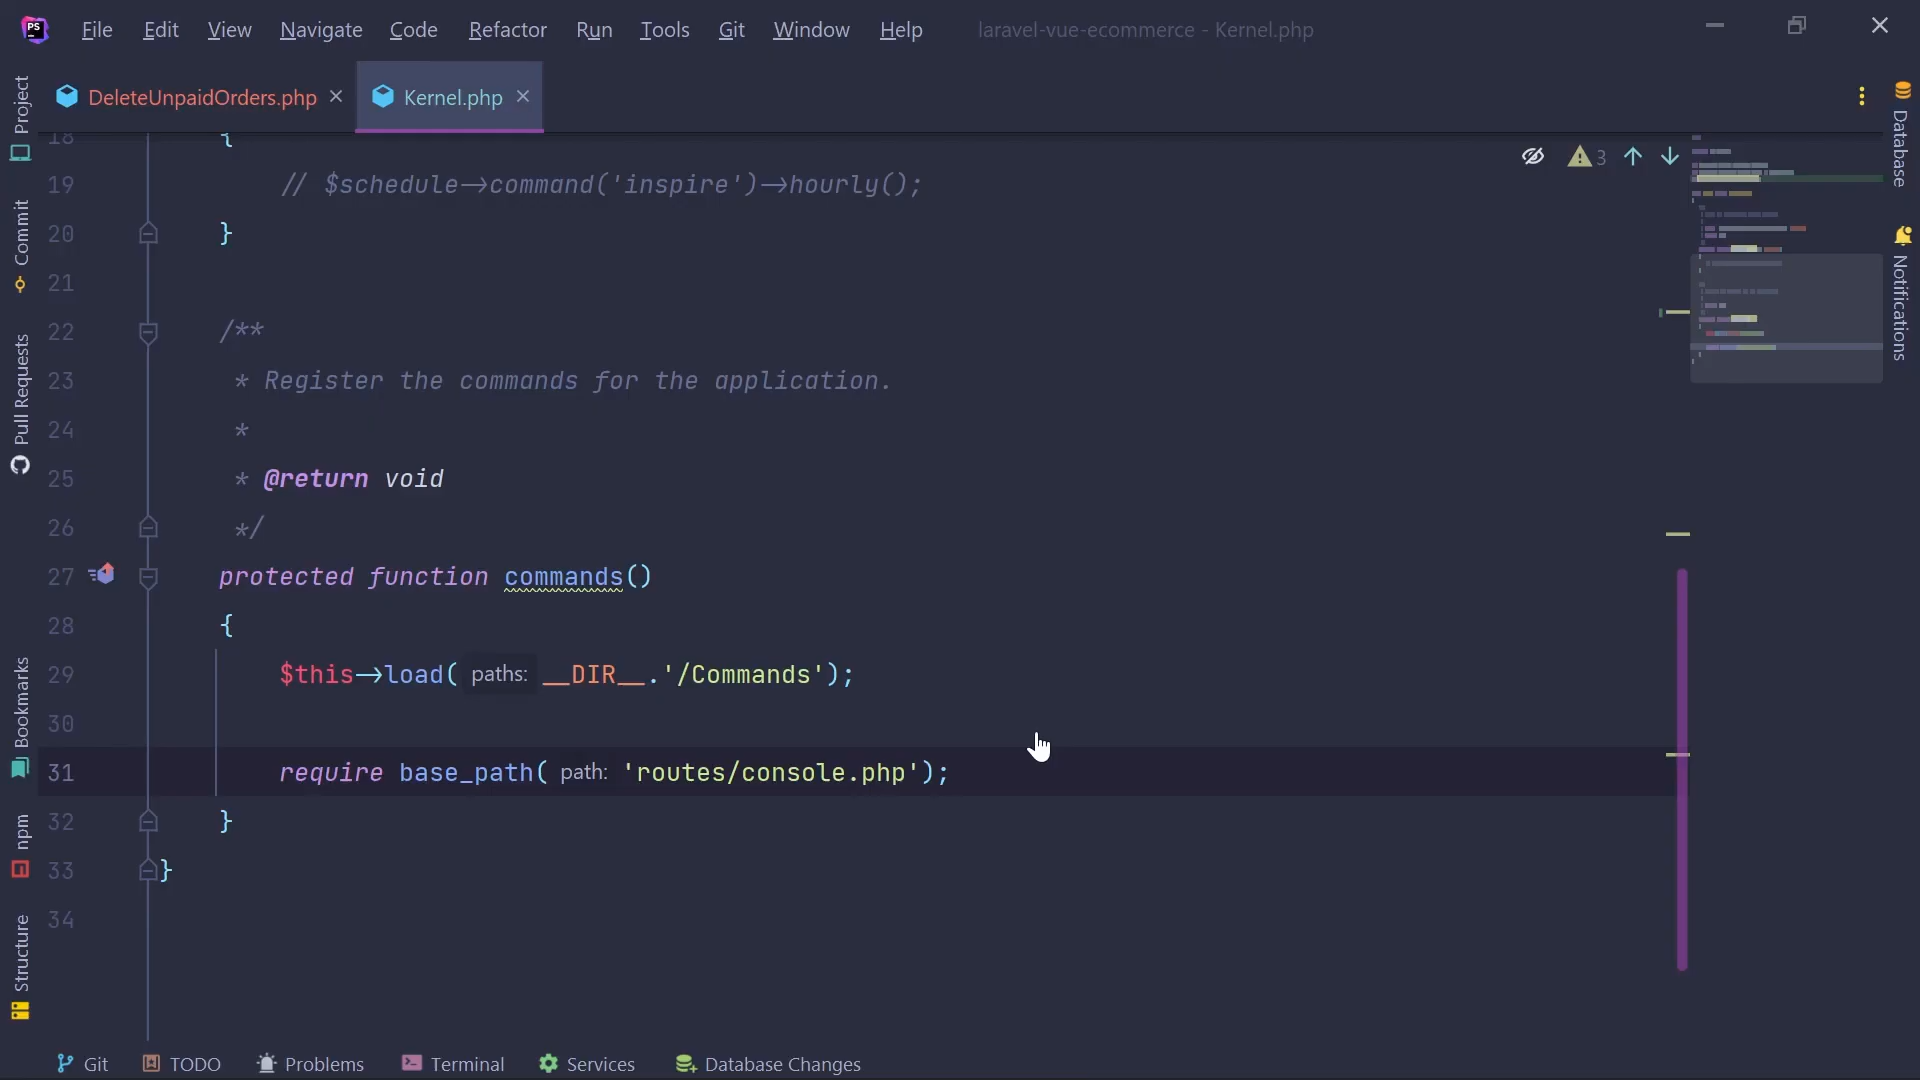 PS
File Edit View Navigate Code Refactor Run Tools Git Window Help laravel-vue-ecommerce - Kernel.php
DeleteUnpaidOrders.php Kernel.php
18 {
19 // $schedule->command('inspire')->hourly();
20 }
21
22 /**
23 * Register the commands for the application.
24 *
25 * @return void
26 */
27 protected function commands()
28 {
29 $this->load( paths: __DIR__.'/Commands');
30
31 require base_path( path: 'routes/console.php');
32 }
33 }
34
3
Project
Commit
Pull Requests
Bookmarks
npm
Structure
Database
Notifications
Git TODO Problems Terminal Services Database Changes